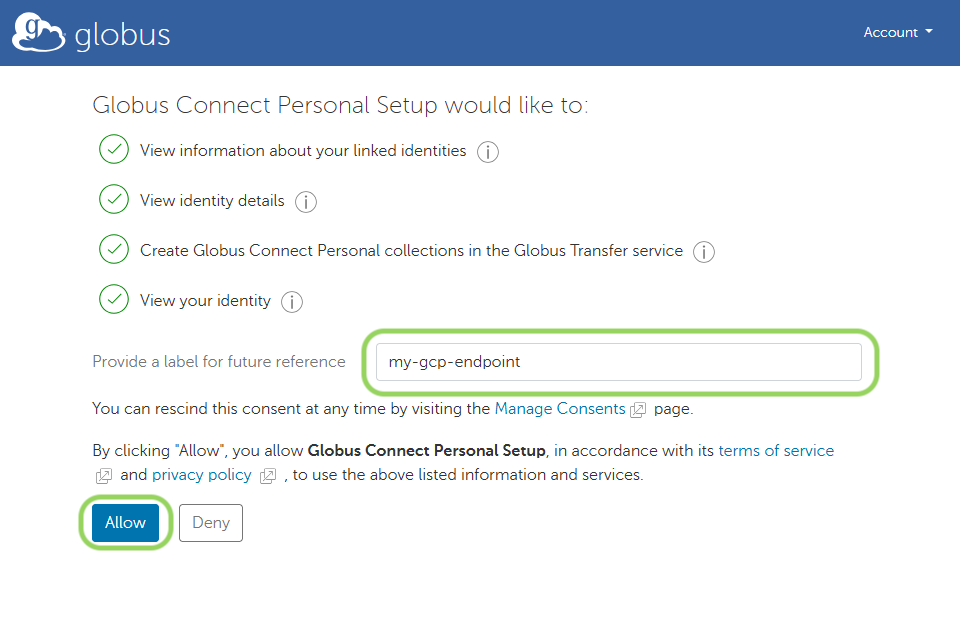 g globus
Account
Globus Connect Personal Setup would like to:
View information about your linked identities i
View identity details i
Create Globus Connect Personal collections in the Globus Transfer service i
View your identity i
Provide a label for future reference my-gcp-endpoint
You can rescind this consent at any time by visiting the Manage Consents page.
By clicking "Allow", you allow Globus Connect Personal Setup, in accordance with its terms of service
and privacy policy , to use the above listed information and services.
Allow Deny